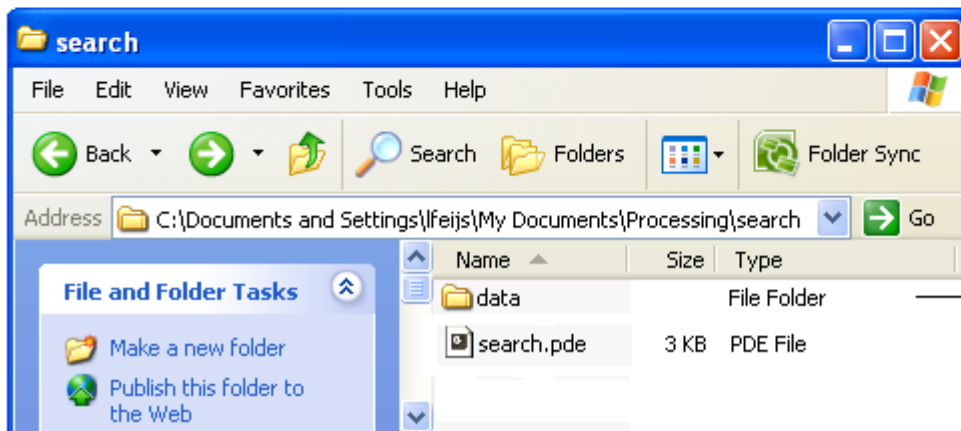 search
File Edit View Favorites Tools Help
Back Search Folders Folder Sync
Address C:\Documents and Settings\lfeijs\My Documents\Processing\search Go
Name Size Type
File and Folder Tasks
data File Folder
Make a new folder
search.pde 3 KB PDE File
Publish this folder to
the Web